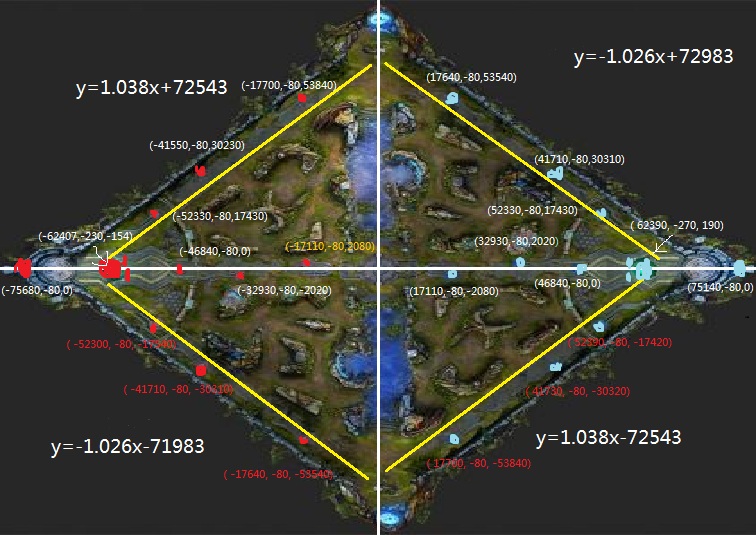 y=-1.026x+72983
y=1.038x+72543
(17640,-80,53540)
(-17700,-80,53840)
(-41550,-80,30230)
(41710,-80,30310)
(-52330,-80,17430)
(52330,-80,17430)
(-62407,-230,-154)
( 62390, -270, 190)
(-46840,-80,0)
(-17110,-80,2080)
(32930,-80,2020)
(-75680,-80,0)
(-32930,-80,-2020)
(17110,-80,-2080)
(46840,-80,0)
(75140,-80,0)
( -52300, -80, -17340)
( 52390, -80, -17420)
( -41710, -80, -30310)
( 41730, -80, -30320)
y=-1.026x-71983
y=1.038x-72543
( -17640, -80, -53540)
( 17700, -80, -53840)